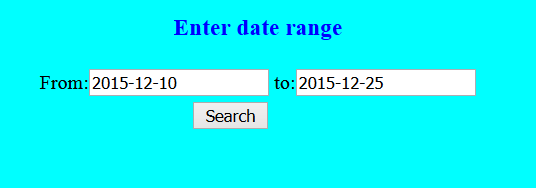 Enter date range
From: 2015-12-10 to: 2015-12-25
Search